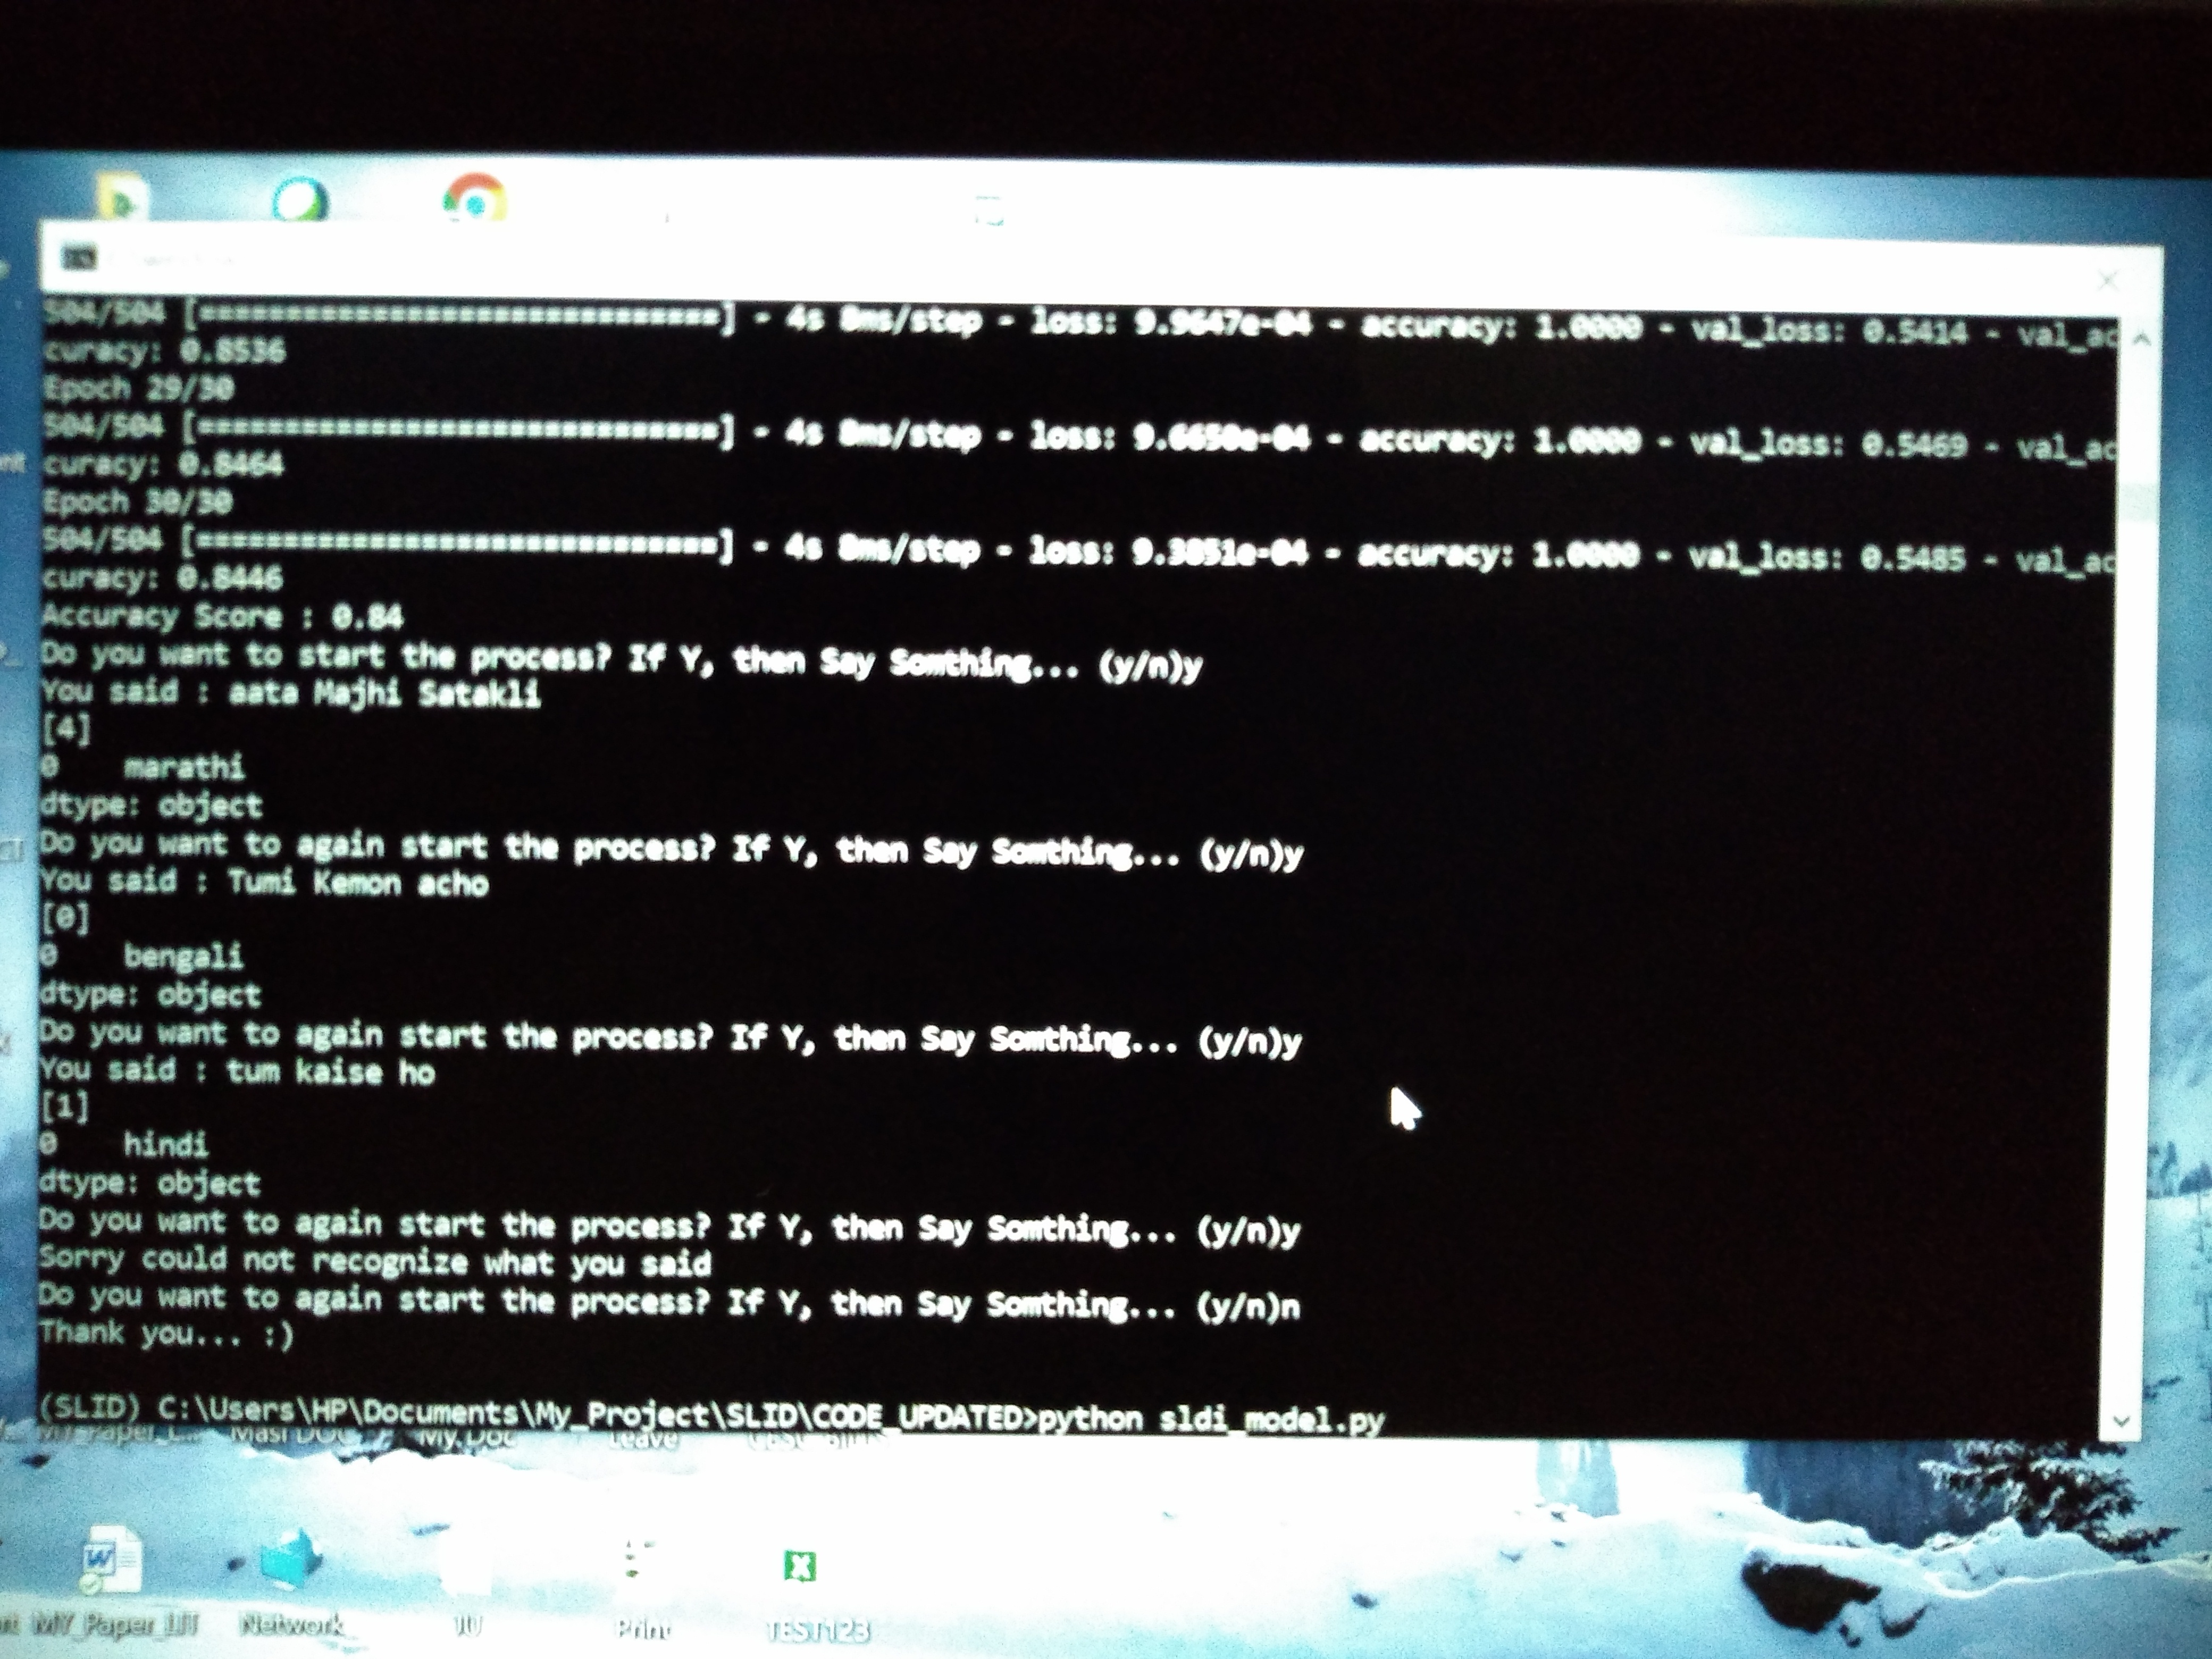 504/504 [==============================] - 4s 8ms/step - loss: 9.9647e-04 - accuracy: 1.0000 - val_loss: 0.5414 - val_ac
curacy: 0.8536
Epoch 29/30
504/504 [==============================] - 4s 8ms/step - loss: 9.6650e-04 - accuracy: 1.0000 - val_loss: 0.5469 - val_ac
curacy: 0.8464
Epoch 30/30
504/504 [==============================] - 4s 8ms/step - loss: 9.3851e-04 - accuracy: 1.0000 - val_loss: 0.5485 - val_ac
curacy: 0.8446
Accuracy Score : 0.84
Do you want to start the process? If Y, then Say Somthing... (y/n)y
You said : aata Majhi Satakli
[4]
0    marathi
dtype: object
Do you want to again start the process? If Y, then Say Somthing... (y/n)y
You said : Tumi Kemon acho
[0]
0    bengali
dtype: object
Do you want to again start the process? If Y, then Say Somthing... (y/n)y
You said : tum kaise ho
[1]
0    hindi
dtype: object
Do you want to again start the process? If Y, then Say Somthing... (y/n)y
Sorry could not recognize what you said
Do you want to again start the process? If Y, then Say Somthing... (y/n)n
Thank you... :)
(SLID) C:\Users\HP\Documents\My_Project\SLID\CODE_UPDATED>python sldi_model.py
My.Doc Leave
MY_Paper_LIT Network Print TEST123